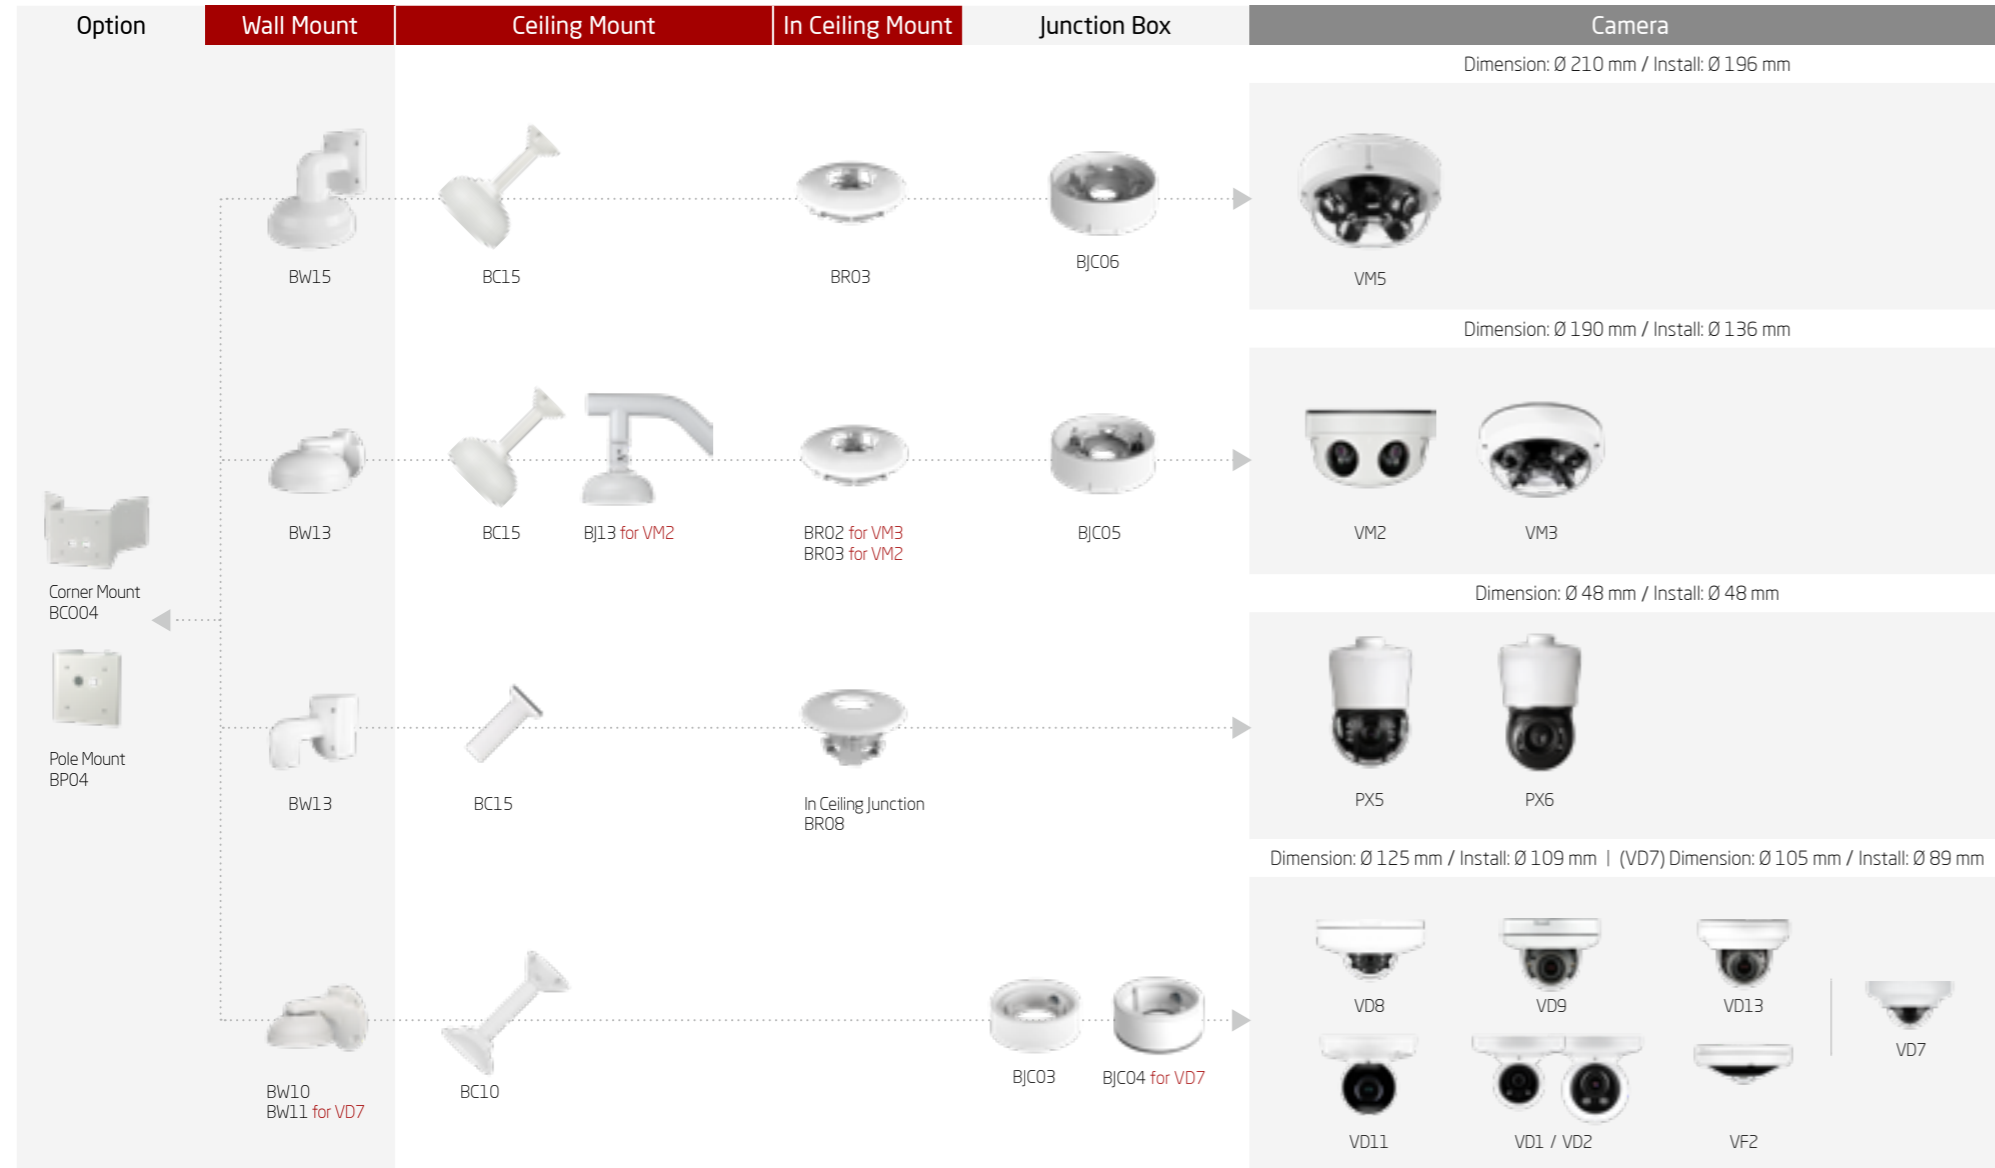 Option
Wall Mount
Ceiling Mount
In Ceiling Mount
Junction Box
Camera
Dimension: Ø 210 mm / Install: Ø 196 mm
BW15
BC15
BR03
BJC06
VM5
Dimension: Ø 190 mm / Install: Ø 136 mm
BW13
BC15
BJ13 for VM2
BR02 for VM3
BR03 for VM2
BJC05
VM2
VM3
Corner Mount
BCO04
Pole Mount
BP04
Dimension: Ø 48 mm / Install: Ø 48 mm
BW13
BC15
In Ceiling Junction
BR08
PX5
PX6
Dimension: Ø 125 mm / Install: Ø 109 mm | (VD7) Dimension: Ø 105 mm / Install: Ø 89 mm
BW10
BW11 for VD7
BC10
BJC03
BJC04 for VD7
VD8
VD9
VD13
VD7
VD11
VD1 / VD2
VF2